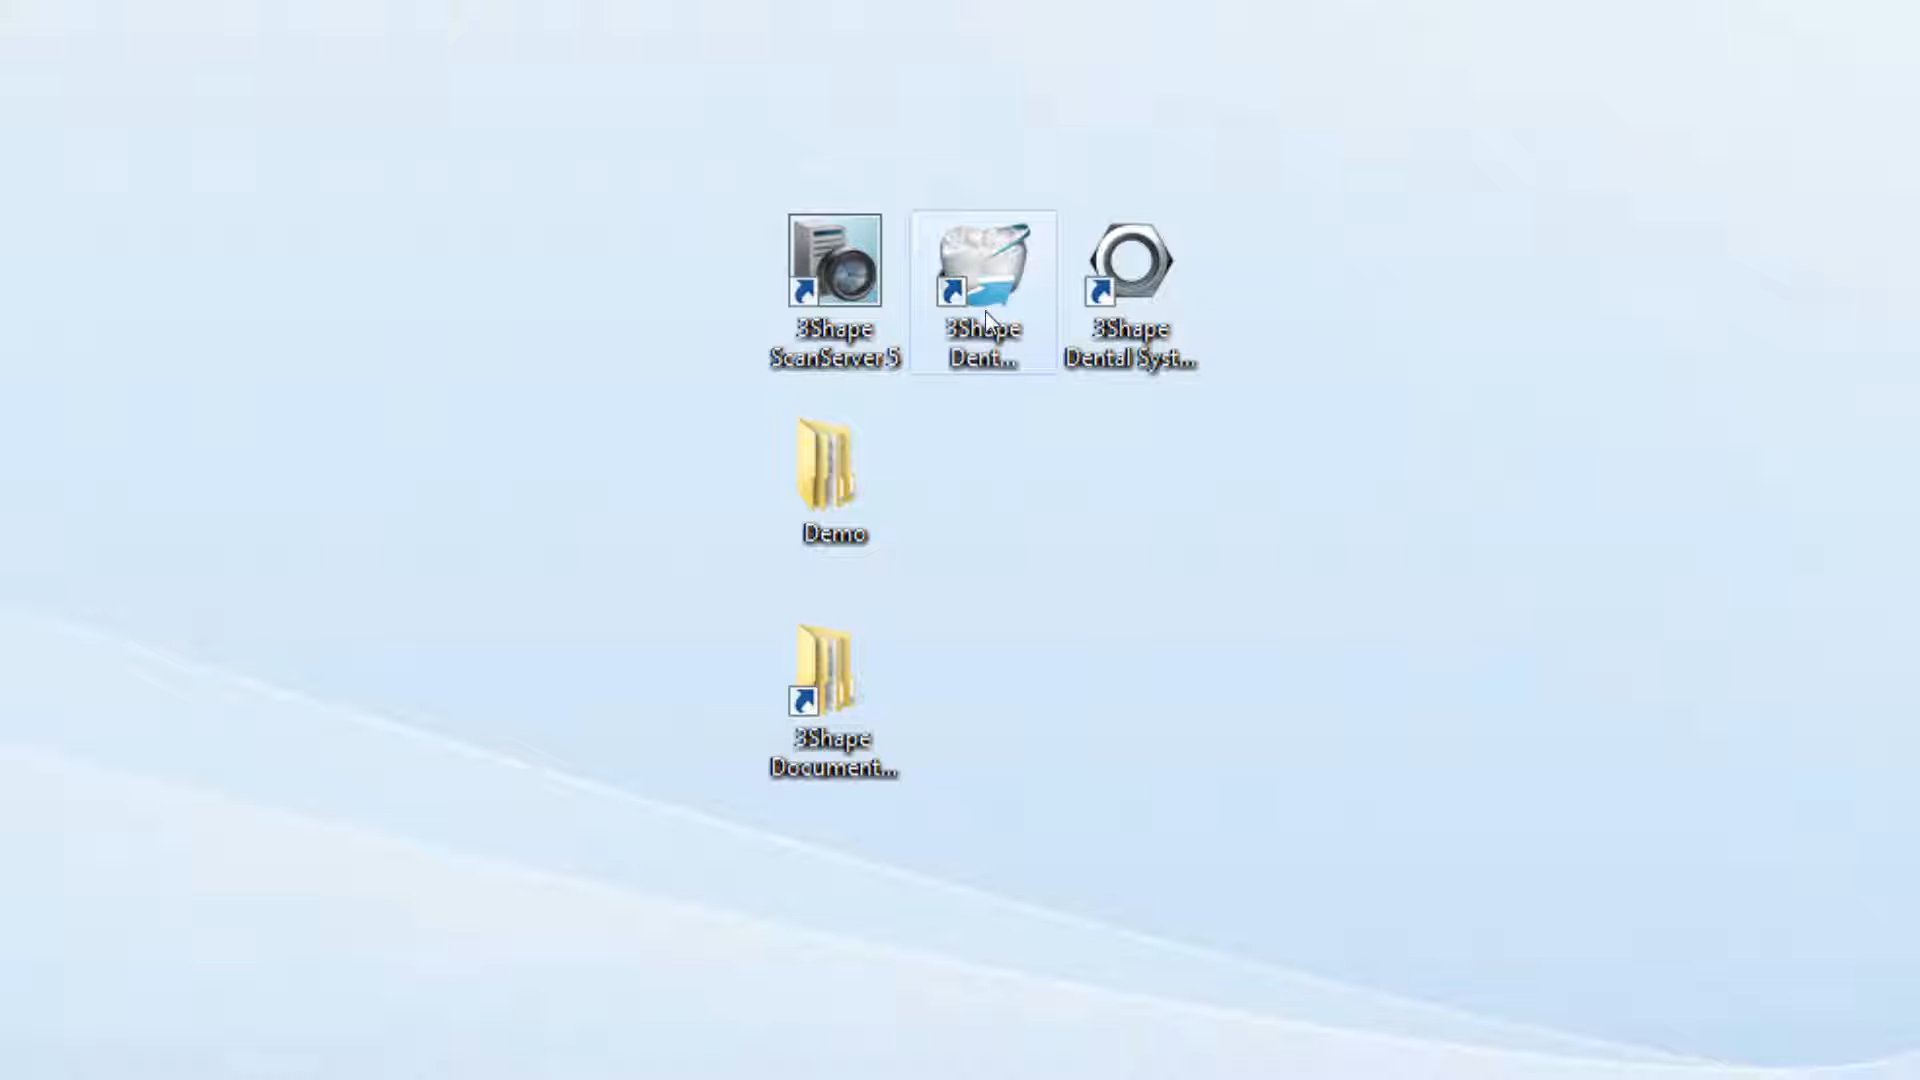 3Shape
ScanServer.5
3Shape
Dent...
3Shape
Dental Syst...
Demo
3Shape
Document...